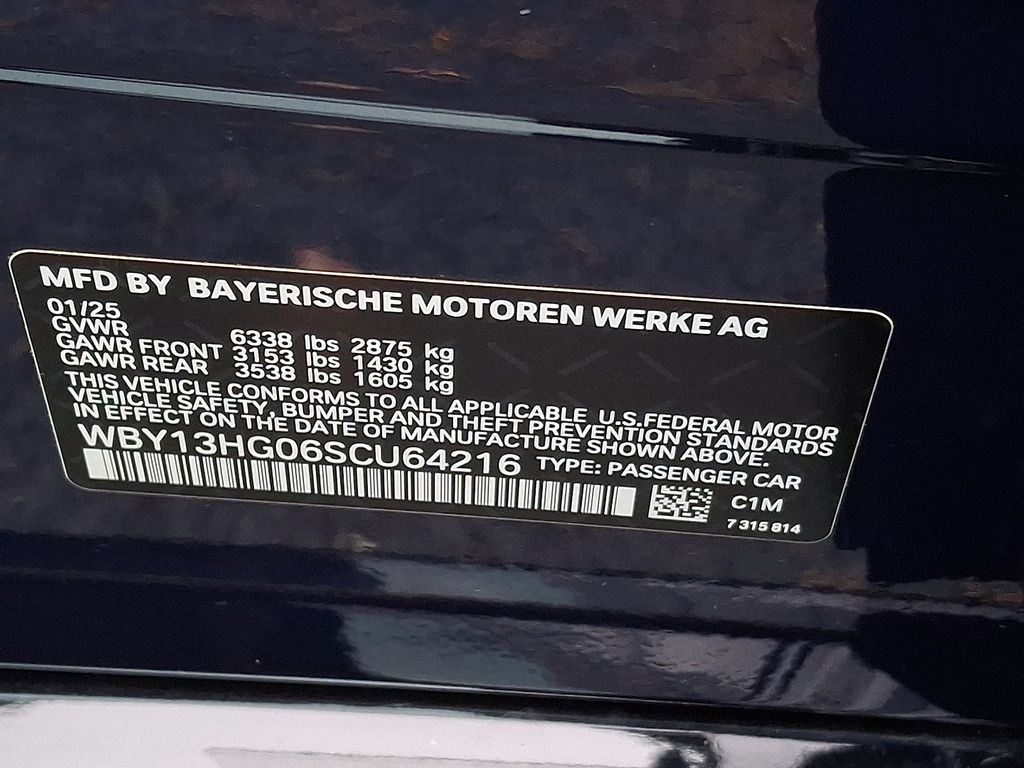 MFD BY BAYERISCHE MOTOREN WERKE AG
01/25
GVWR 6338 lbs 2875 kg
GAWR FRONT 3153 lbs 1430 kg
GAWR REAR 3538 lbs 1605 kg
THIS VEHICLE CONFORMS TO ALL APPLICABLE U.S.FEDERAL MOTOR
VEHICLE SAFETY, BUMPER AND THEFT PREVENTION STANDARDS
IN EFFECT ON THE DATE OF MANUFACTURE SHOWN ABOVE.
WBY13HG06SCU64216 TYPE: PASSENGER CAR
C1M
7 315 814